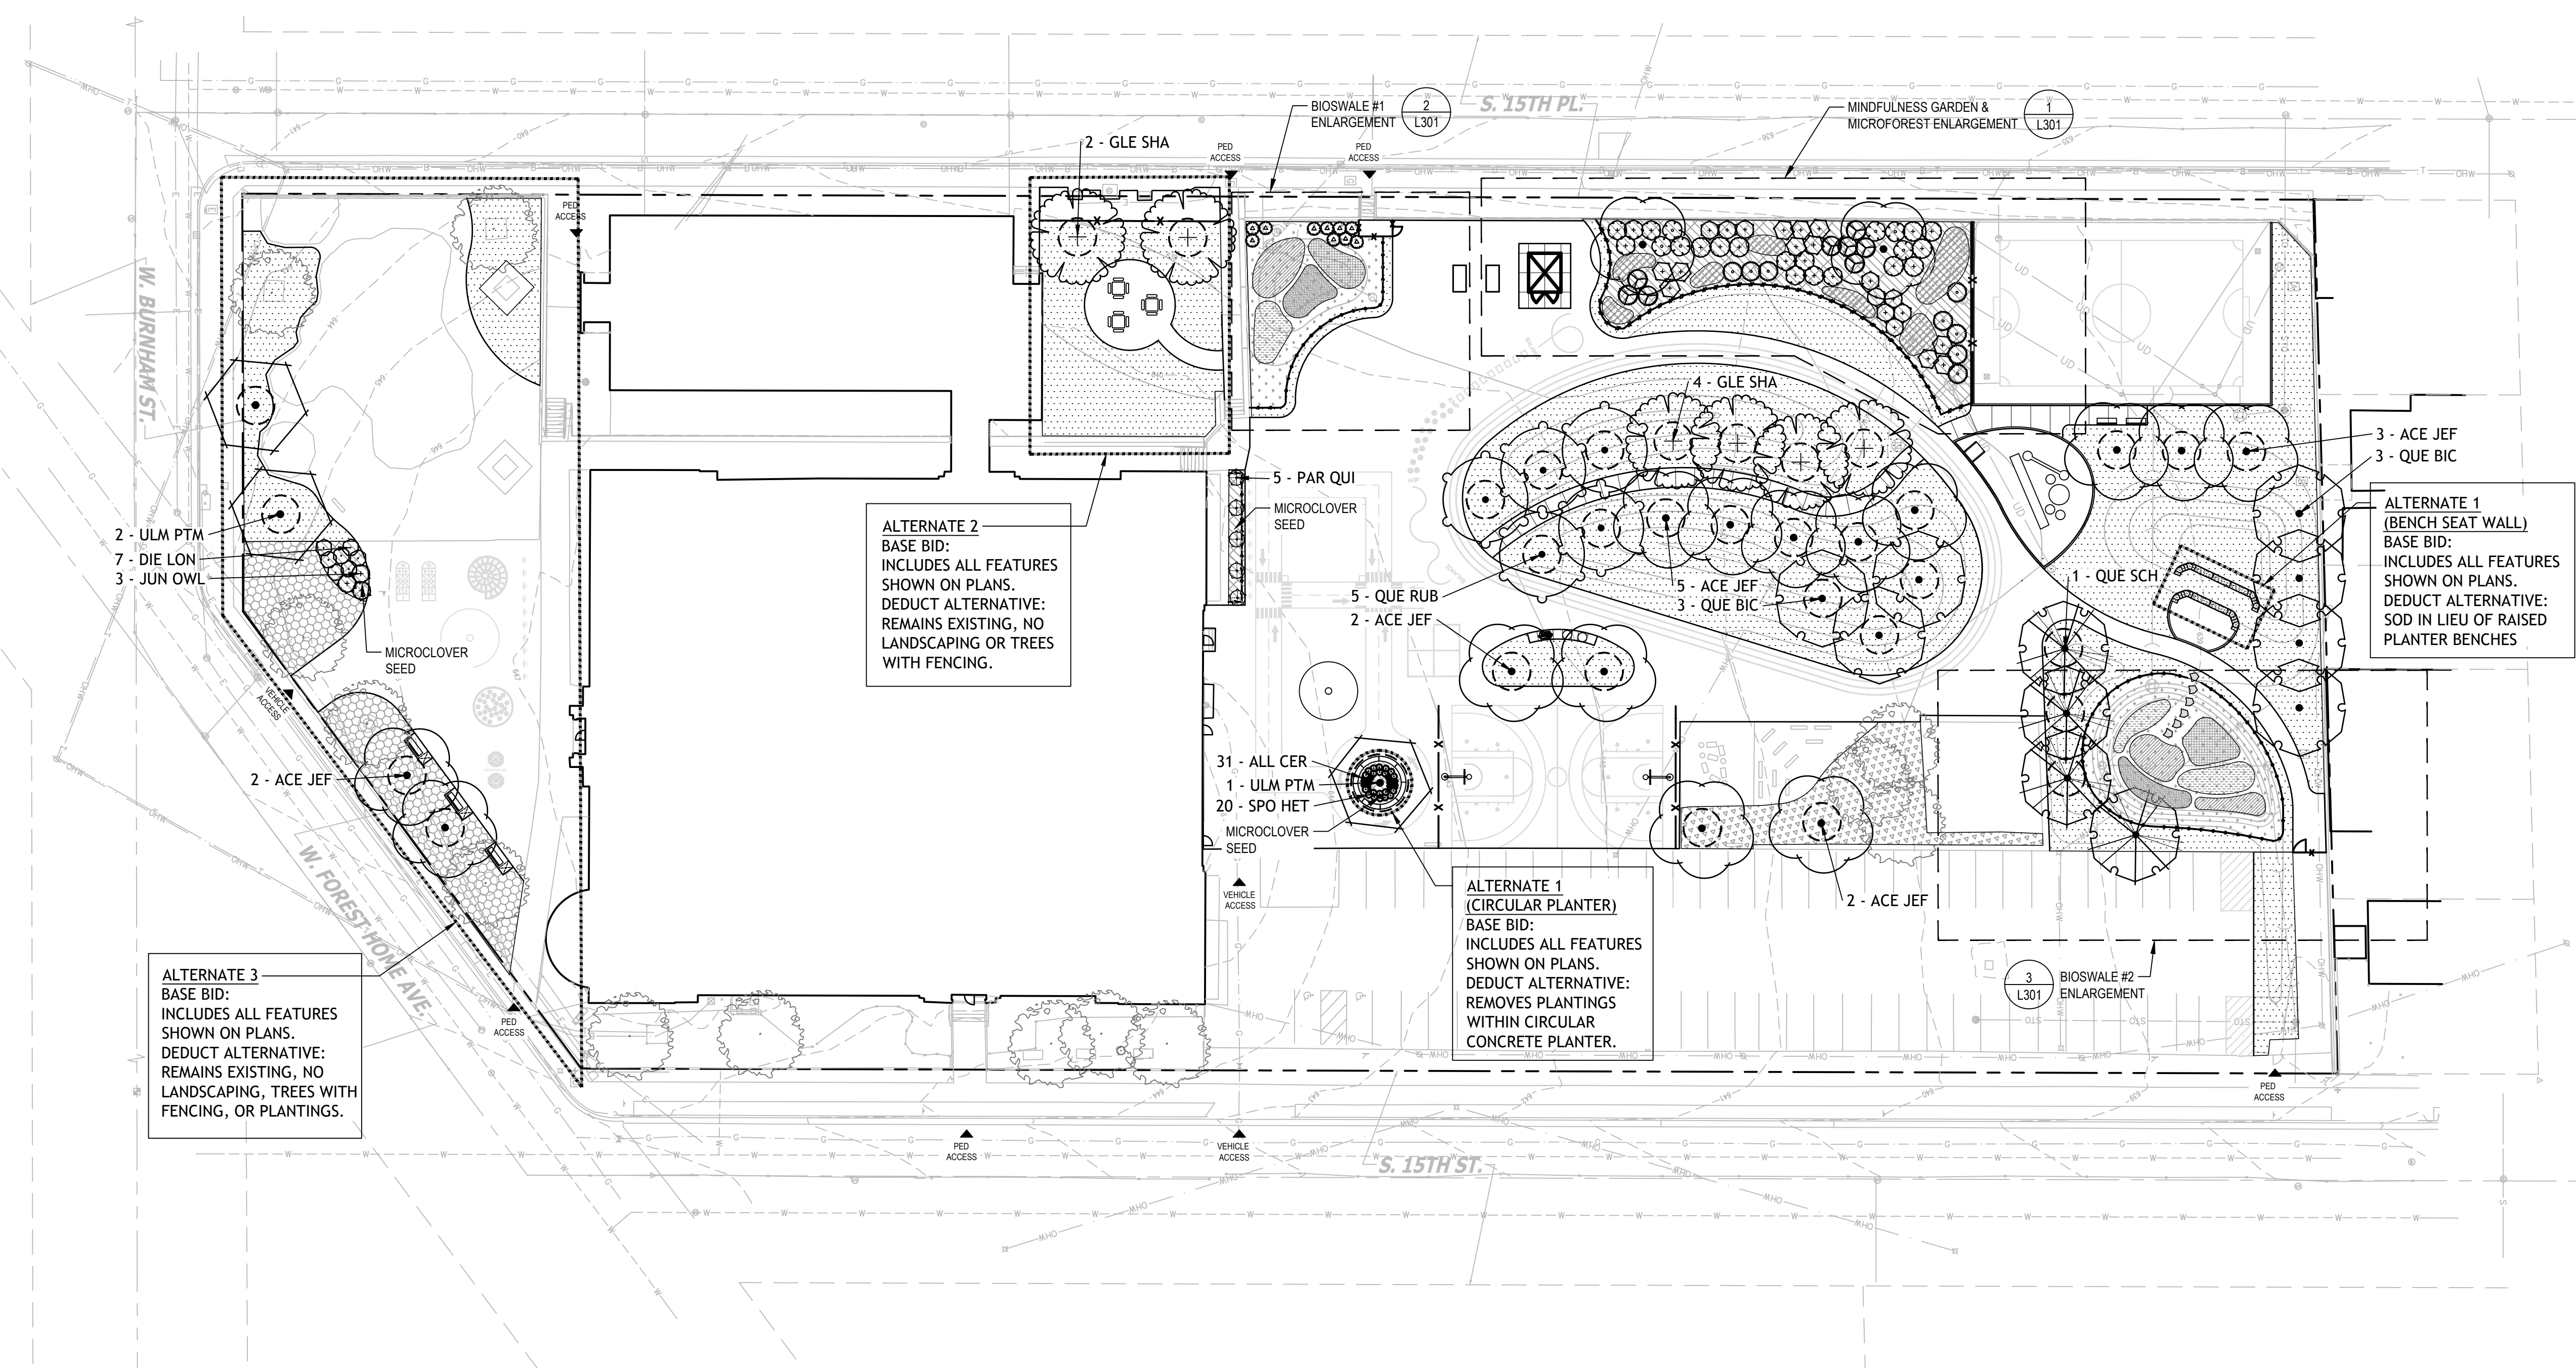 S. 15TH PL.
BIOSWALE #1
ENLARGEMENT
2
L301
MINDFULNESS GARDEN &
MICROFOREST ENLARGEMENT
1
L301
2 - GLE SHA
PED
ACCESS
PED
ACCESS
PED
ACCESS
W. BURNHAM ST.
4 - GLE SHA
3 - ACE JEF
3 - QUE BIC
5 - PAR QUI
MICROCLOVER
SEED
ALTERNATE 2
BASE BID:
INCLUDES ALL FEATURES
SHOWN ON PLANS.
DEDUCT ALTERNATIVE:
REMAINS EXISTING, NO
LANDSCAPING OR TREES
WITH FENCING.
ALTERNATE 1
(BENCH SEAT WALL)
BASE BID:
INCLUDES ALL FEATURES
SHOWN ON PLANS.
DEDUCT ALTERNATIVE:
SOD IN LIEU OF RAISED
PLANTER BENCHES
2 - ULM PTM
7 - DIE LON
3 - JUN OWL
MICROCLOVER
SEED
1 - QUE SCH
5 - ACE JEF
3 - QUE BIC
5 - QUE RUB
2 - ACE JEF
VEHICLE
ACCESS
2 - ACE JEF
31 - ALL CER
1 - ULM PTM
20 - SPO HET
MICROCLOVER
SEED
VEHICLE
ACCESS
2 - ACE JEF
ALTERNATE 1
(CIRCULAR PLANTER)
BASE BID:
INCLUDES ALL FEATURES
SHOWN ON PLANS.
DEDUCT ALTERNATIVE:
REMOVES PLANTINGS
WITHIN CIRCULAR
CONCRETE PLANTER.
W. FOREST HOME AVE.
ALTERNATE 3
BASE BID:
INCLUDES ALL FEATURES
SHOWN ON PLANS.
DEDUCT ALTERNATIVE:
REMAINS EXISTING, NO
LANDSCAPING, TREES WITH
FENCING, OR PLANTINGS.
3
L301
BIOSWALE #2
ENLARGEMENT
PED
ACCESS
PED
ACCESS
PED
ACCESS
VEHICLE
ACCESS
S. 15TH ST.